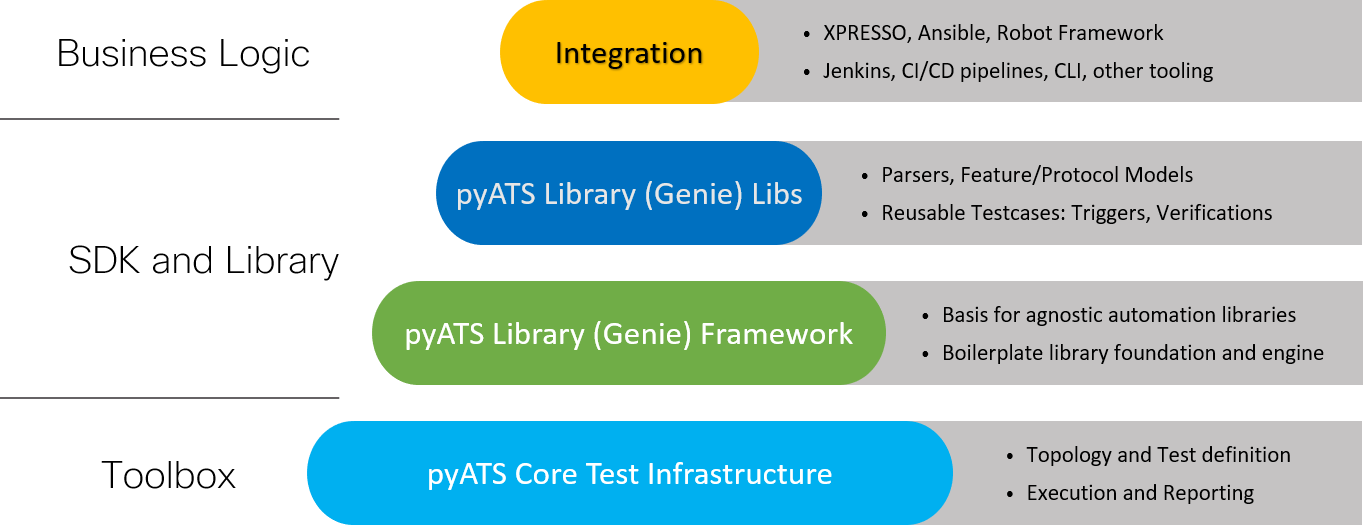 Business Logic
Integration
• XPRESSO, Ansible, Robot Framework
• Jenkins, CI/CD pipelines, CLI, other tooling
SDK and Library
pyATS Library (Genie) Libs
• Parsers, Feature/Protocol Models
• Reusable Testcases: Triggers, Verifications
pyATS Library (Genie) Framework
• Basis for agnostic automation libraries
• Boilerplate library foundation and engine
Toolbox
pyATS Core Test Infrastructure
• Topology and Test definition
• Execution and Reporting